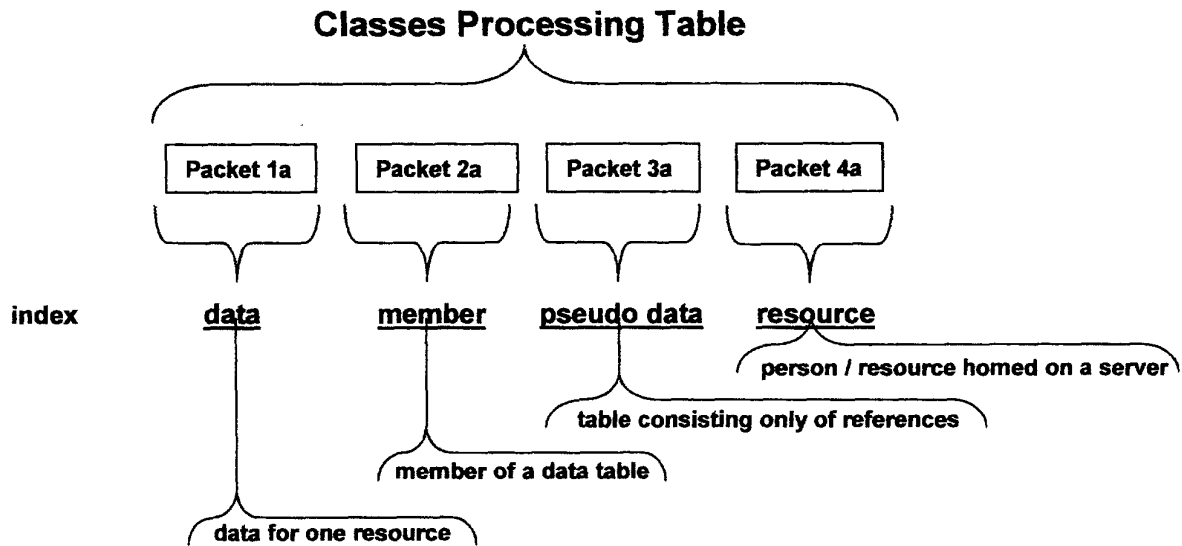 Classes Processing Table
Packet 1a Packet 2a Packet 3a Packet 4a
index data member pseudo data resource
person / resource homed on a server
table consisting only of references
member of a data table
data for one resource